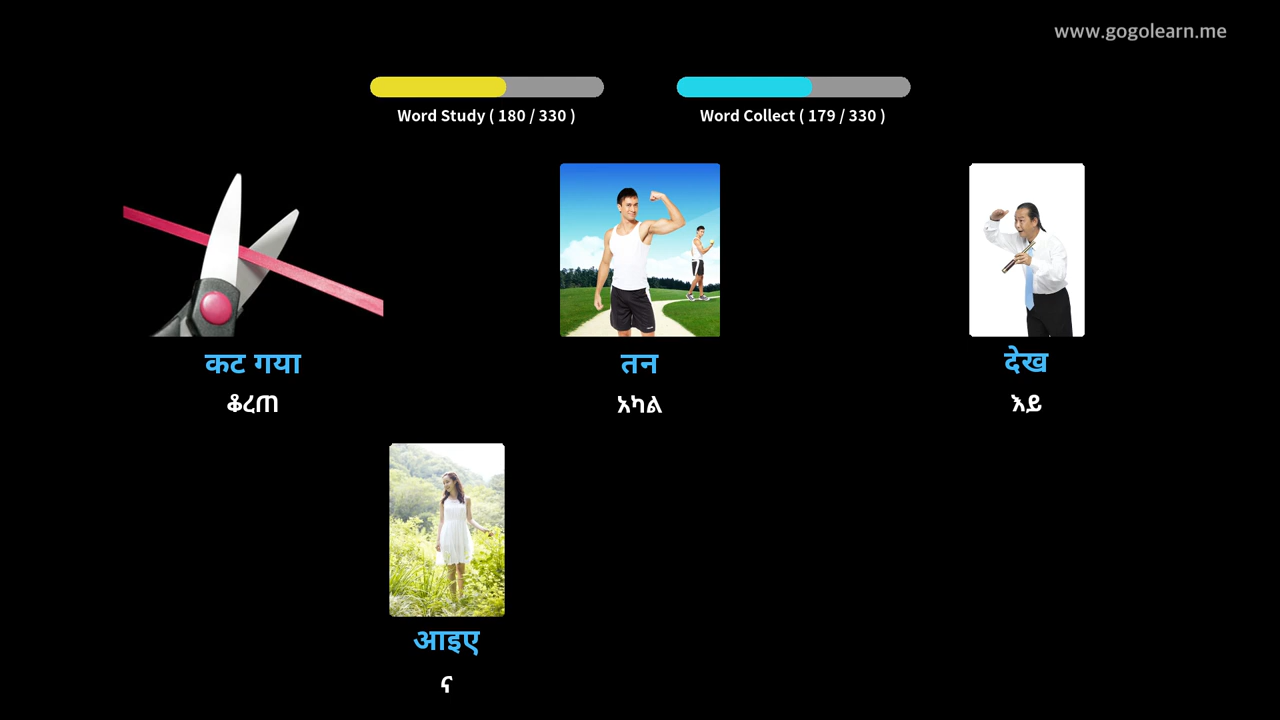 www.gogolearn.me
Word Study ( 180 / 330 )
Word Collect ( 179 / 330 )
कट गया
ቆረጠ
तन
አካል
देख
እይ
आइए
ና